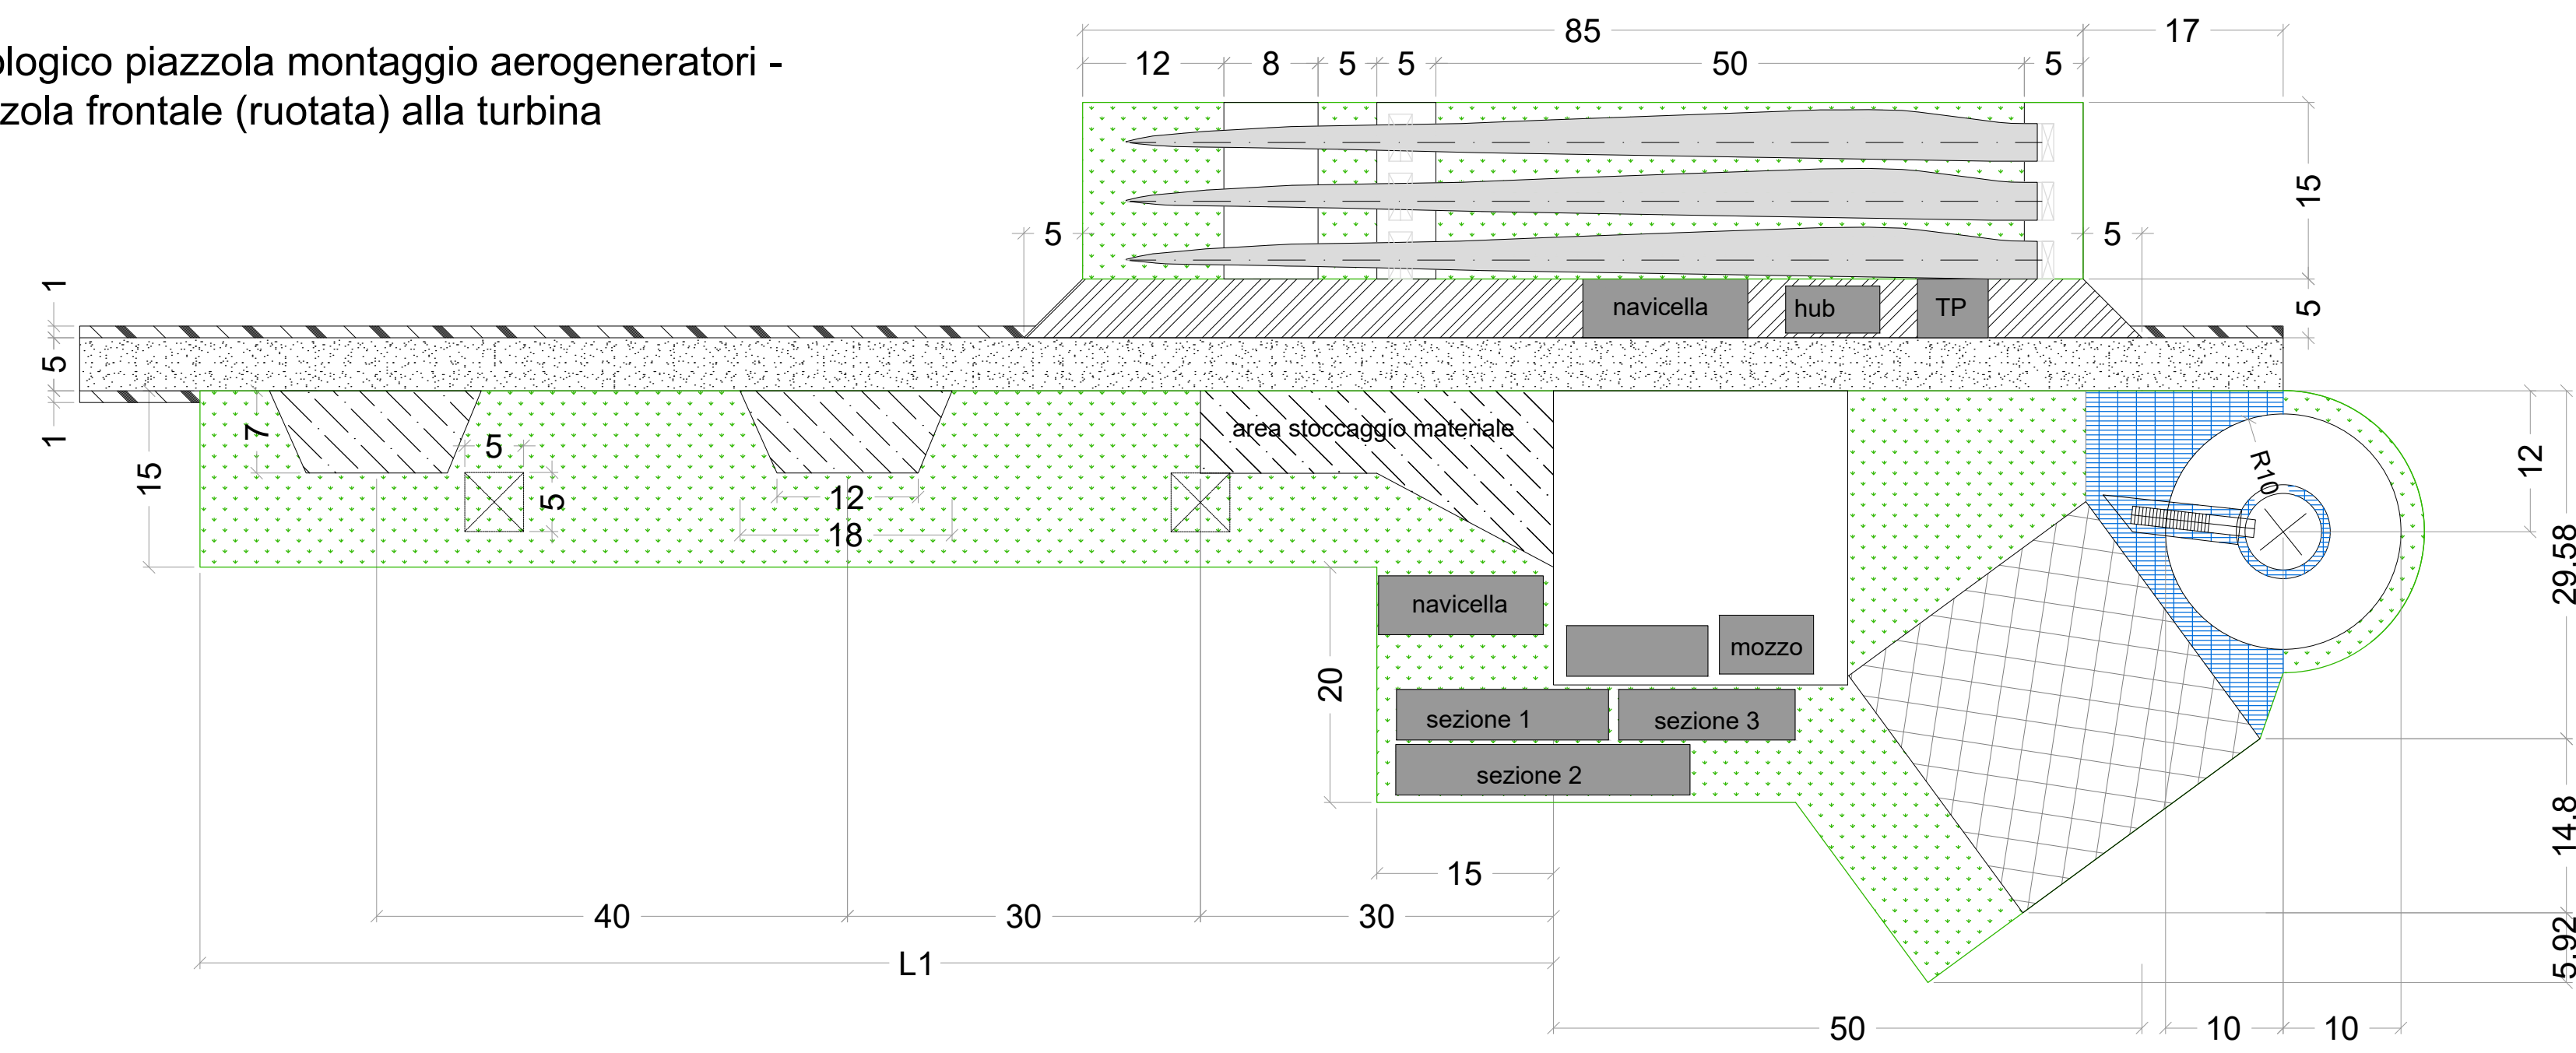 ologico piazzola montaggio aerogeneratori -
zzola frontale (ruotata) alla turbina
85
17
12
8
5
5
50
5
15
5
5
5
1
5
1
navicella
hub
TP
area stoccaggio materiale
7
5
5
15
12
18
R10
12
29,58
navicella
mozzo
20
sezione 1
sezione 3
sezione 2
14,8
15
40
30
30
5,92
L1
50
10
10